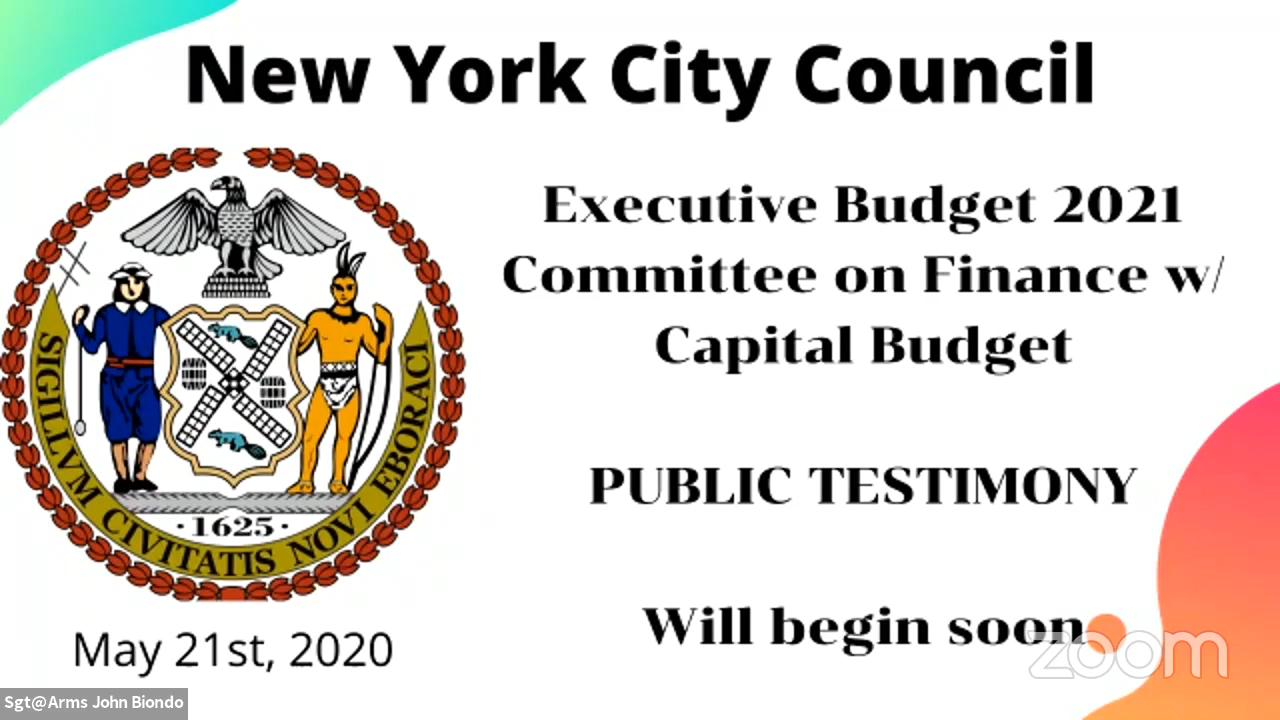 New York City Council
Executive Budget 2021
Committee on Finance w/
Capital Budget
PUBLIC TESTIMONY
Will begin soon
SIGILLVM CIVITATIS NOVI EBORACI
· 1625 ·
May 21st, 2020
zoom
Sgt@Arms John Biondo